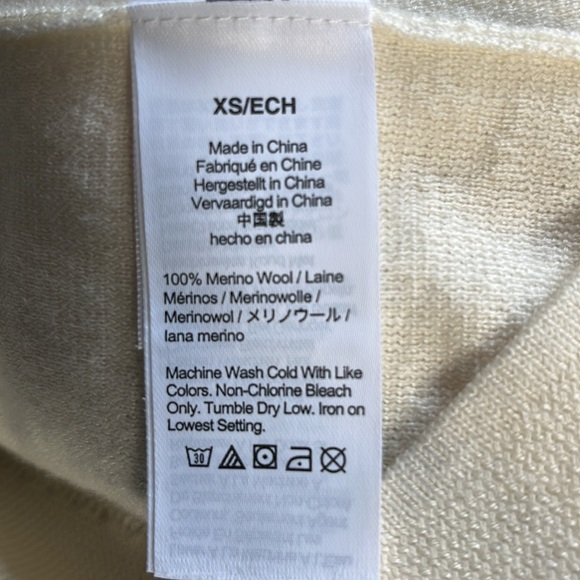 XS/ECH
Made in China
Fabriqué en Chine
Hergestellt in China
Vervaardigd in China
中国製
hecho en china
100% Merino Wool / Laine
Mérinos / Merinowolle /
Merinowol / メリノウール /
lana merino
Machine Wash Cold With Like
Colors. Non-Chlorine Bleach
Only. Tumble Dry Low. Iron on
Lowest Setting.
30